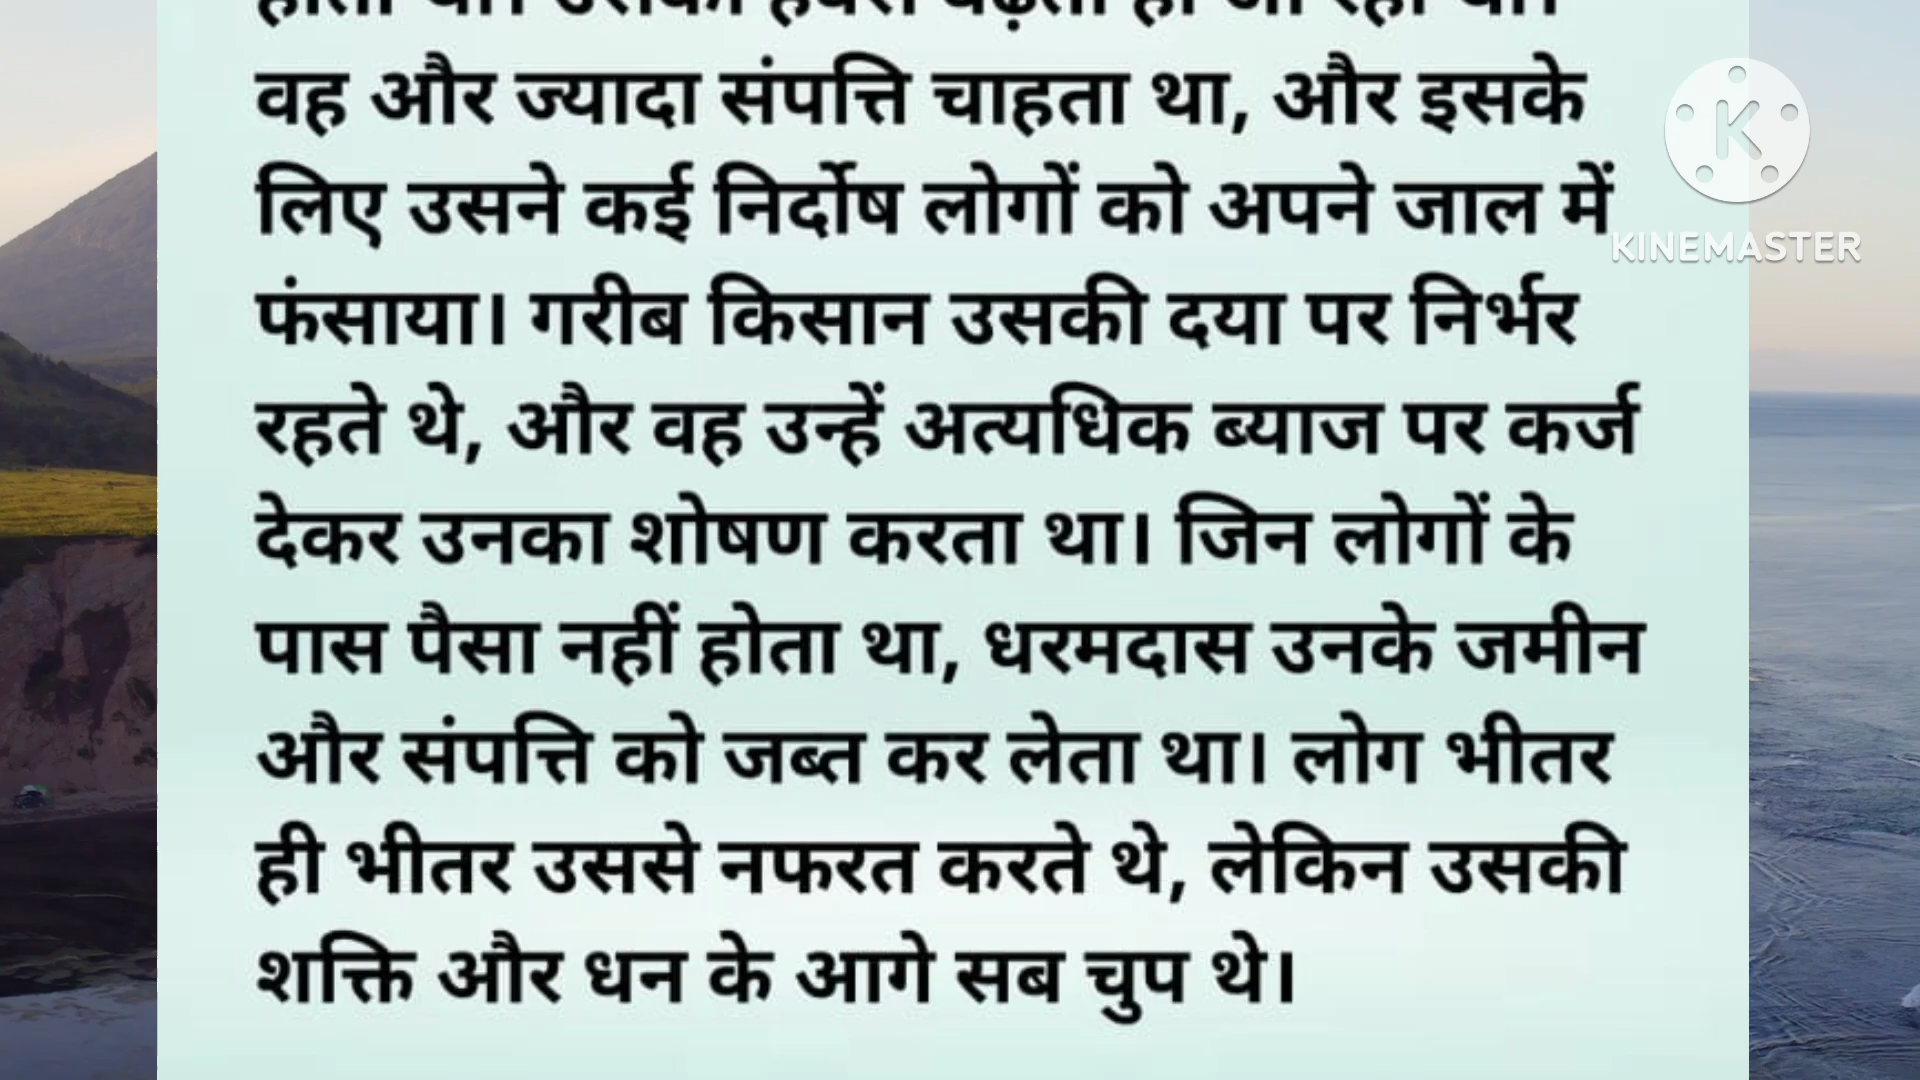 वह और ज्यादा संपत्ति चाहता था, और इसके
लिए उसने कई निर्दोष लोगों को अपने जाल में
फंसाया। गरीब किसान उसकी दया पर निर्भर
रहते थे, और वह उन्हें अत्यधिक ब्याज पर कर्ज
देकर उनका शोषण करता था। जिन लोगों के
पास पैसा नहीं होता था, धरमदास उनके जमीन
और संपत्ति को जब्त कर लेता था। लोग भीतर
ही भीतर उससे नफरत करते थे, लेकिन उसकी
शक्ति और धन के आगे सब चुप थे।
K
KINEMASTER